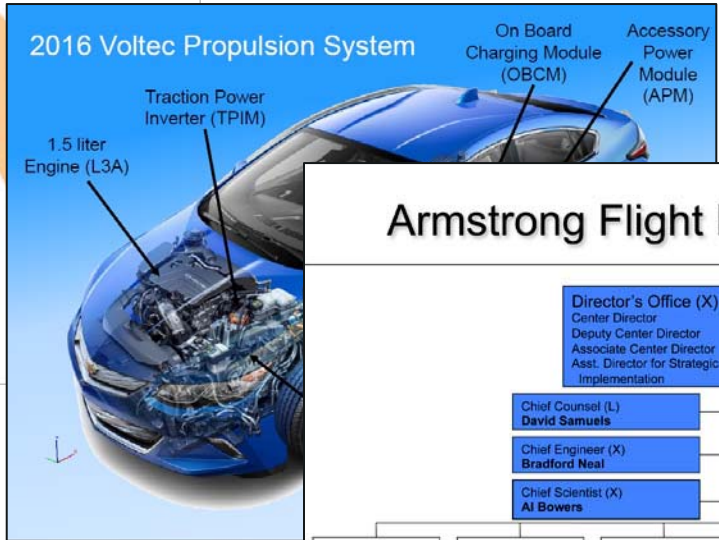 2016 Voltec Propulsion System
On Board
Charging Module
(OBCM)
Accessory
Power
Module
(APM)
Traction Power
Inverter (TPIM)
1.5 liter
Engine (L3A)
Armstrong Flight
Director's Office (X)
Center Director
Deputy Center Director
Associate Center Director
Asst. Director for Strategic
Implementation
Chief Counsel (L)
David Samuels
Chief Engineer (X)
Bradford Neal
Chief Scientist (X)
Al Bowers